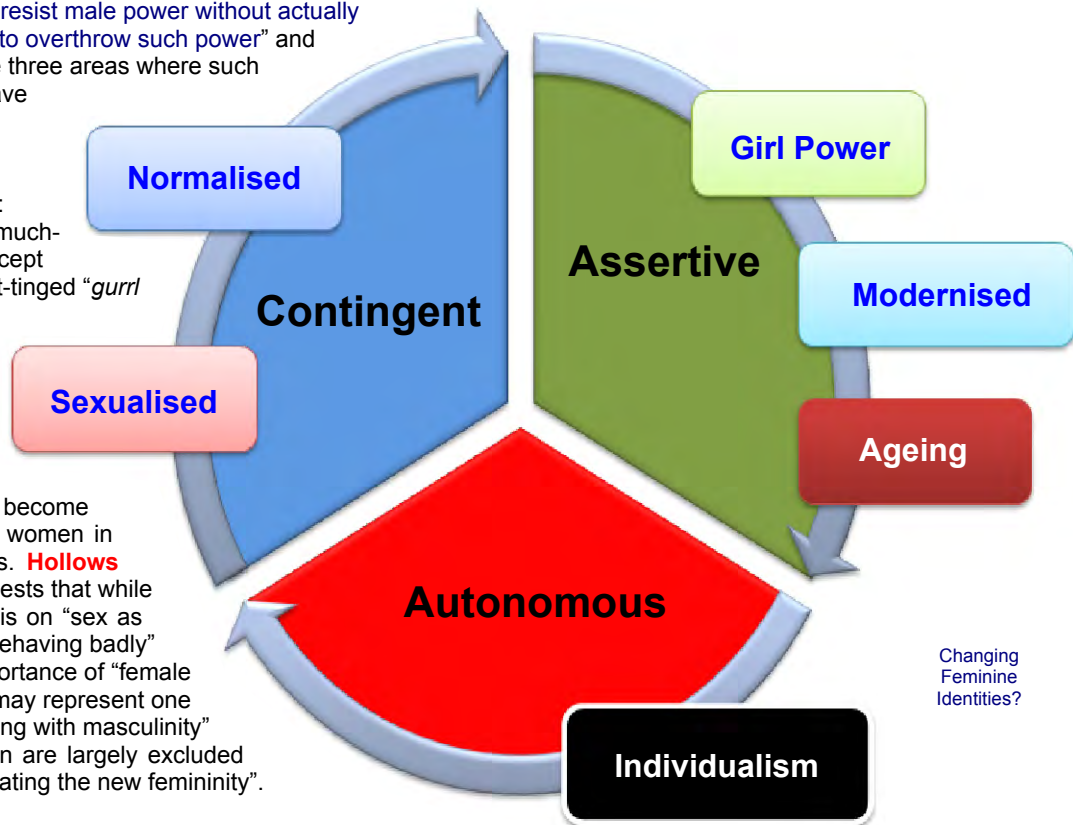 resist male power without actually
to overthrow such power” and
three areas where such
Normalised
much-
t-tinged “gurrl
Sexualised
become
women in
s. Hollows
ests that while
is on “sex as
behaving badly”
ortance of “female
may represent one
ng with masculinity”
n are largely excluded
ating the new femininity”.
Contingent
Assertive
Autonomous
Girl Power
Modernised
Ageing
Individualism
Changing
Feminine
Identities?